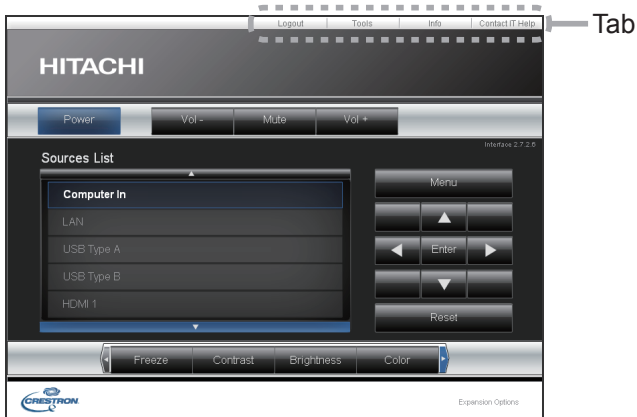 Logout Tools Info Contact IT Help
Tab
HITACHI
Power Vol - Mute Vol +
Interface 2.7.2.6
Sources List
Menu
Computer In
LAN
USB Type A
Enter
USB Type B
HDMI 1
Reset
Freeze Contrast Brightness Color
CRESTRON
Expansion Options